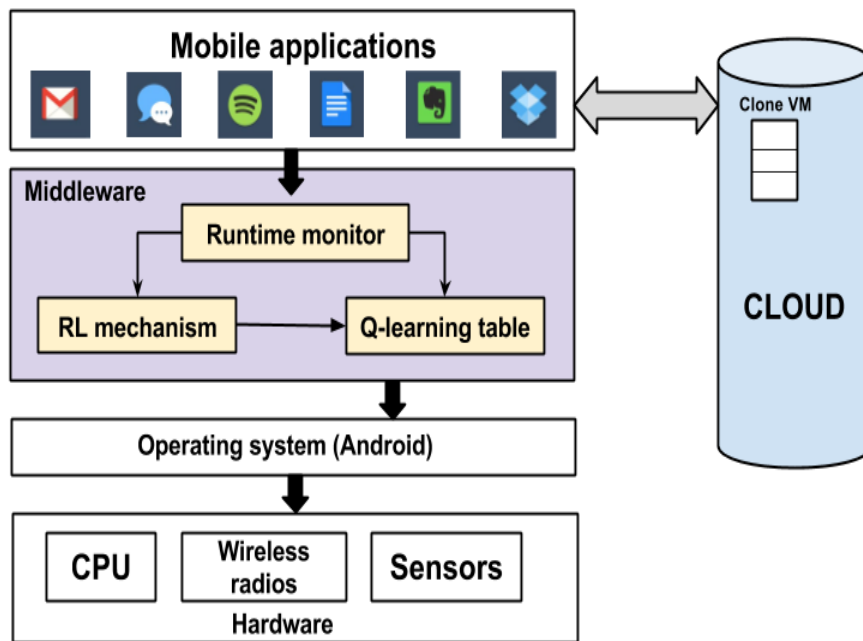 Mobile applications
Clone VM
Middleware
Runtime monitor
RL mechanism
Q-learning table
CLOUD
Operating system (Android)
CPU
Wireless
radios
Sensors
Hardware